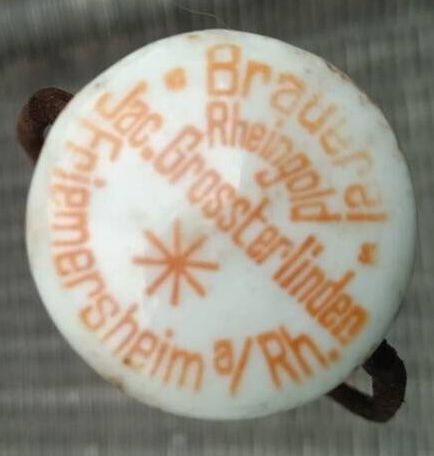 Brauerei
Rheingold
Jac. Grossterlinden
Friemersheim a/Rh.